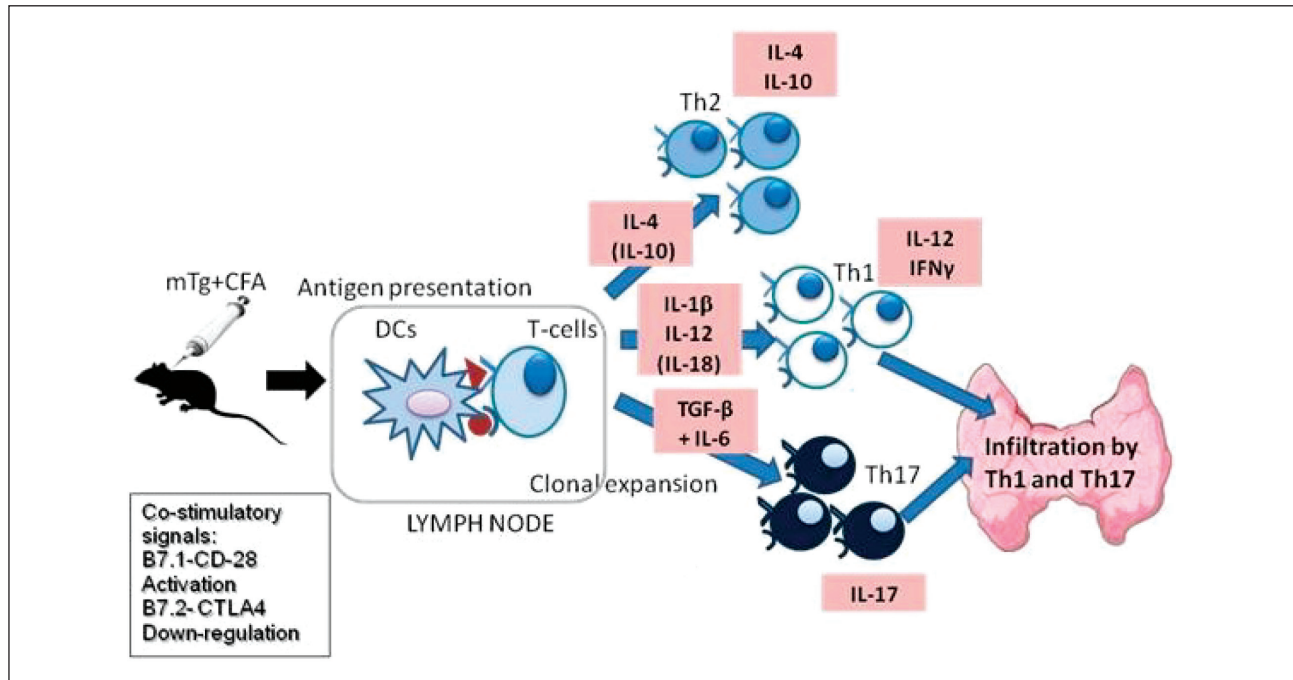 IL-4
IL-10
Th2
IL-4
(IL-10)
IL-12
IFNγ
mTg+CFA
Antigen presentation
Th1
IL-1β
IL-12
(IL-18)
DCs
T-cells
TGF-β
+ IL-6
Infiltration by
Th1 and Th17
Th17
Clonal expansion
LYMPH NODE
IL-17
Co-stimulatory
signals:
B7.1-CD-28
Activation
B7.2- CTLA4
Down-regulation